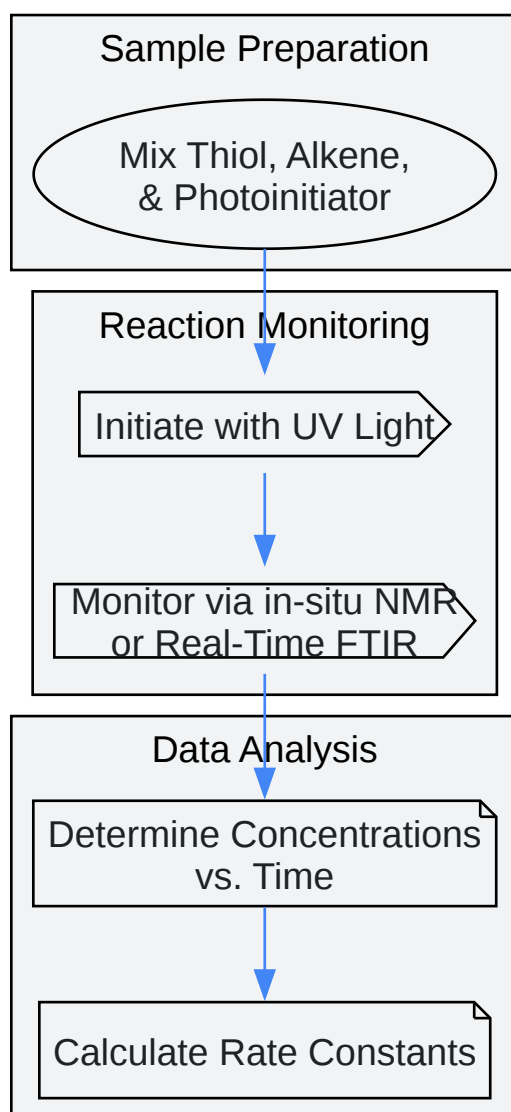 Sample Preparation
Mix Thiol, Alkene,
& Photoinitiator
Reaction Monitoring
Initiate with UV Light
Monitor via in-situ NMR
or Real-Time FTIR
Data Analysis
Determine Concentrations
vs. Time
Calculate Rate Constants